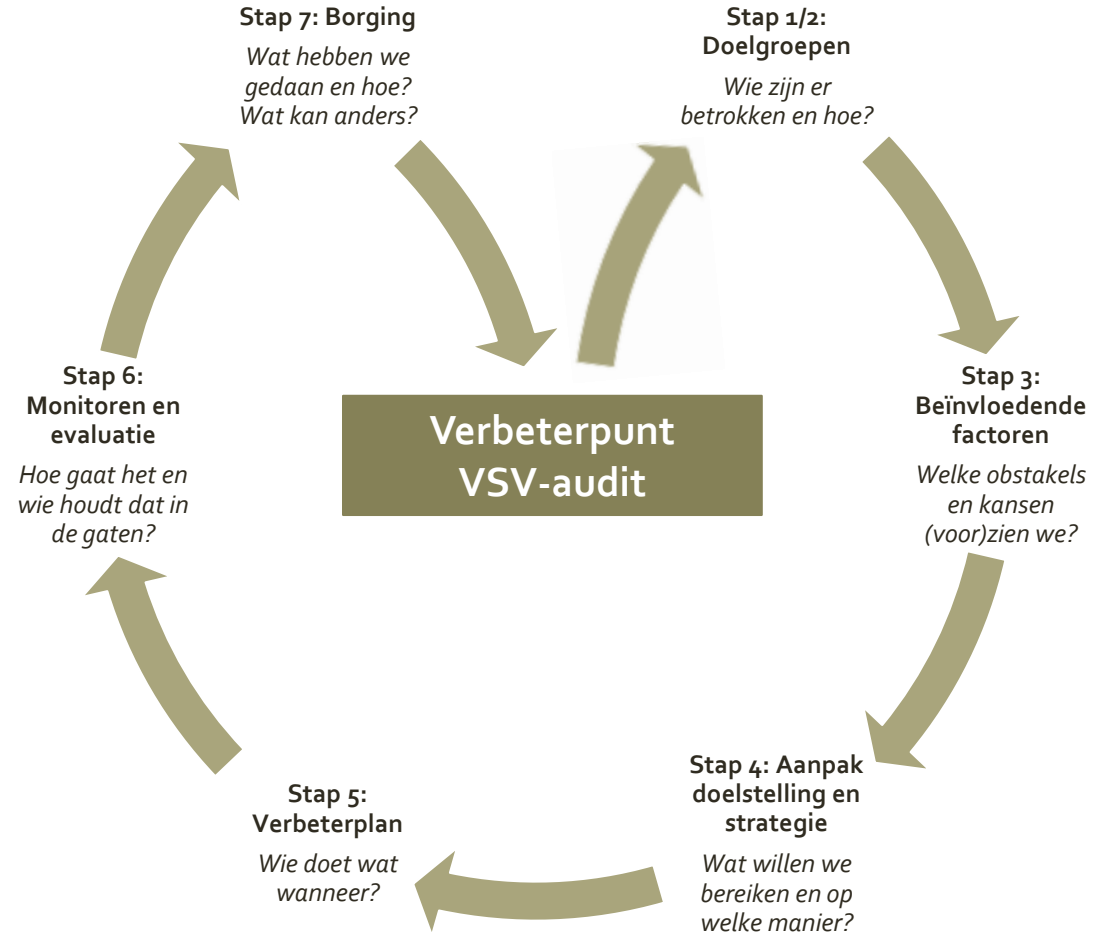 Stap 7: Borging
Wat hebben we
gedaan en hoe?
Wat kan anders?
Stap 1/2:
Doelgroepen
Wie zijn er
betrokken en hoe?
Stap 3:
Beïnvloedende
factoren
Welke obstakels
en kansen
(voor)zien we?
Stap 4: Aanpak
doelstelling en
strategie
Wat willen we
bereiken en op
welke manier?
Stap 5:
Verbeterplan
Wie doet wat
wanneer?
Stap 6:
Monitoren en
evaluatie
Hoe gaat het en
wie houdt dat in
de gaten?
Verbeterpunt
VSV-audit